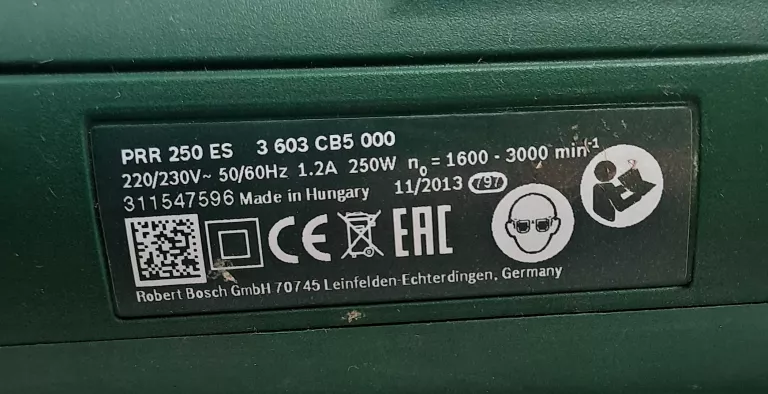 PRR 250 ES 3 603 CB5 000
220/230V~ 50/60Hz 1.2A 250W n₀ = 1600 - 3000 min⁻¹
311547596 Made in Hungary 11/2013 797
CE EAC
Robert Bosch GmbH 70745 Leinfelden-Echterdingen, Germany